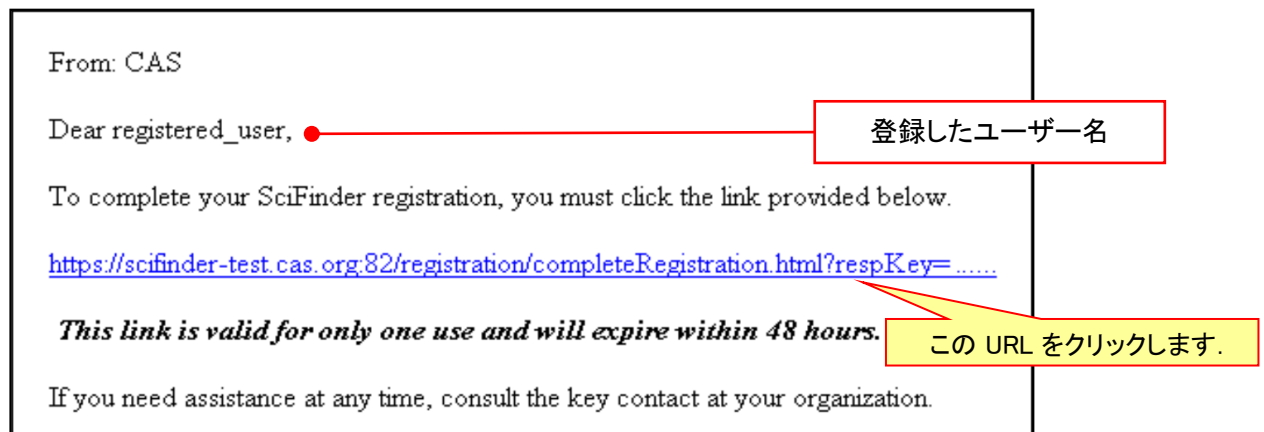 From: CAS
Dear registered_user,
登録したユーザー名
To complete your SciFinder registration, you must click the link provided below.
https://scifinder-test.cas.org:82/registration/completeRegistration.html?respKey= ......
This link is valid for only one use and will expire within 48 hours.
この URL をクリックします.
If you need assistance at any time, consult the key contact at your organization.